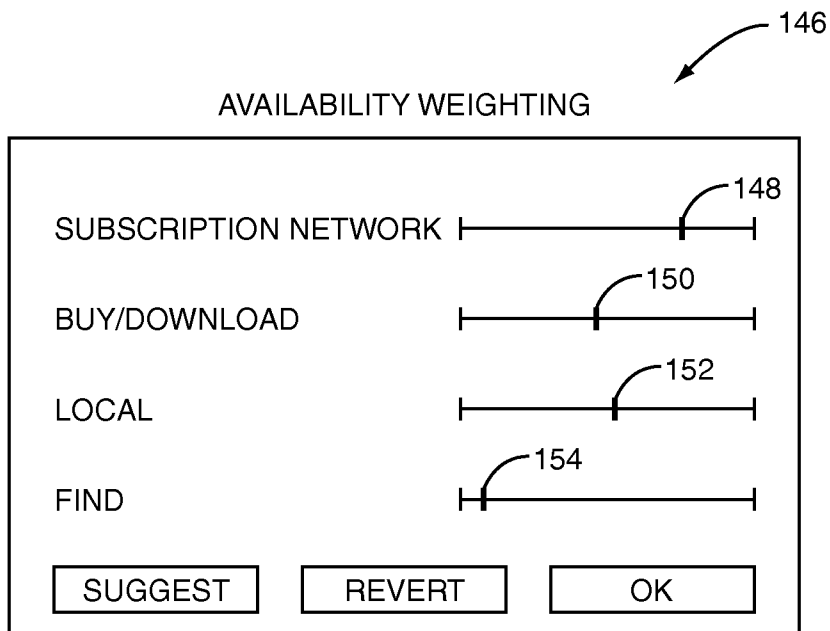 146
AVAILABILITY WEIGHTING
148
SUBSCRIPTION NETWORK
150
BUY/DOWNLOAD
152
LOCAL
154
FIND
SUGGEST REVERT OK